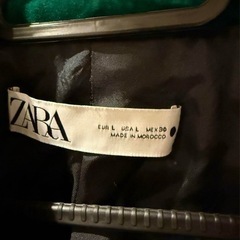 ZARA
EUR L USA L MEX 30
MADE IN MOROCCO